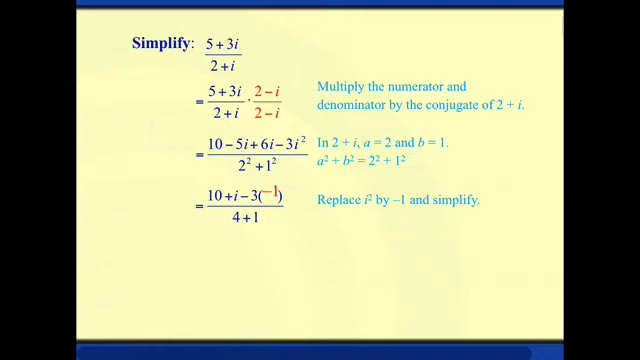 Simplify: (5 + 3i)/(2 + i)
= (5 + 3i)/(2 + i) · (2 − i)/(2 − i)
Multiply the numerator and
denominator by the conjugate of 2 + i.
= (10 − 5i + 6i − 3i²)/(2² + 1²)
In 2 + i, a = 2 and b = 1.
a² + b² = 2² + 1²
= (10 + i − 3(−1))/(4 + 1)
Replace i² by –1 and simplify.